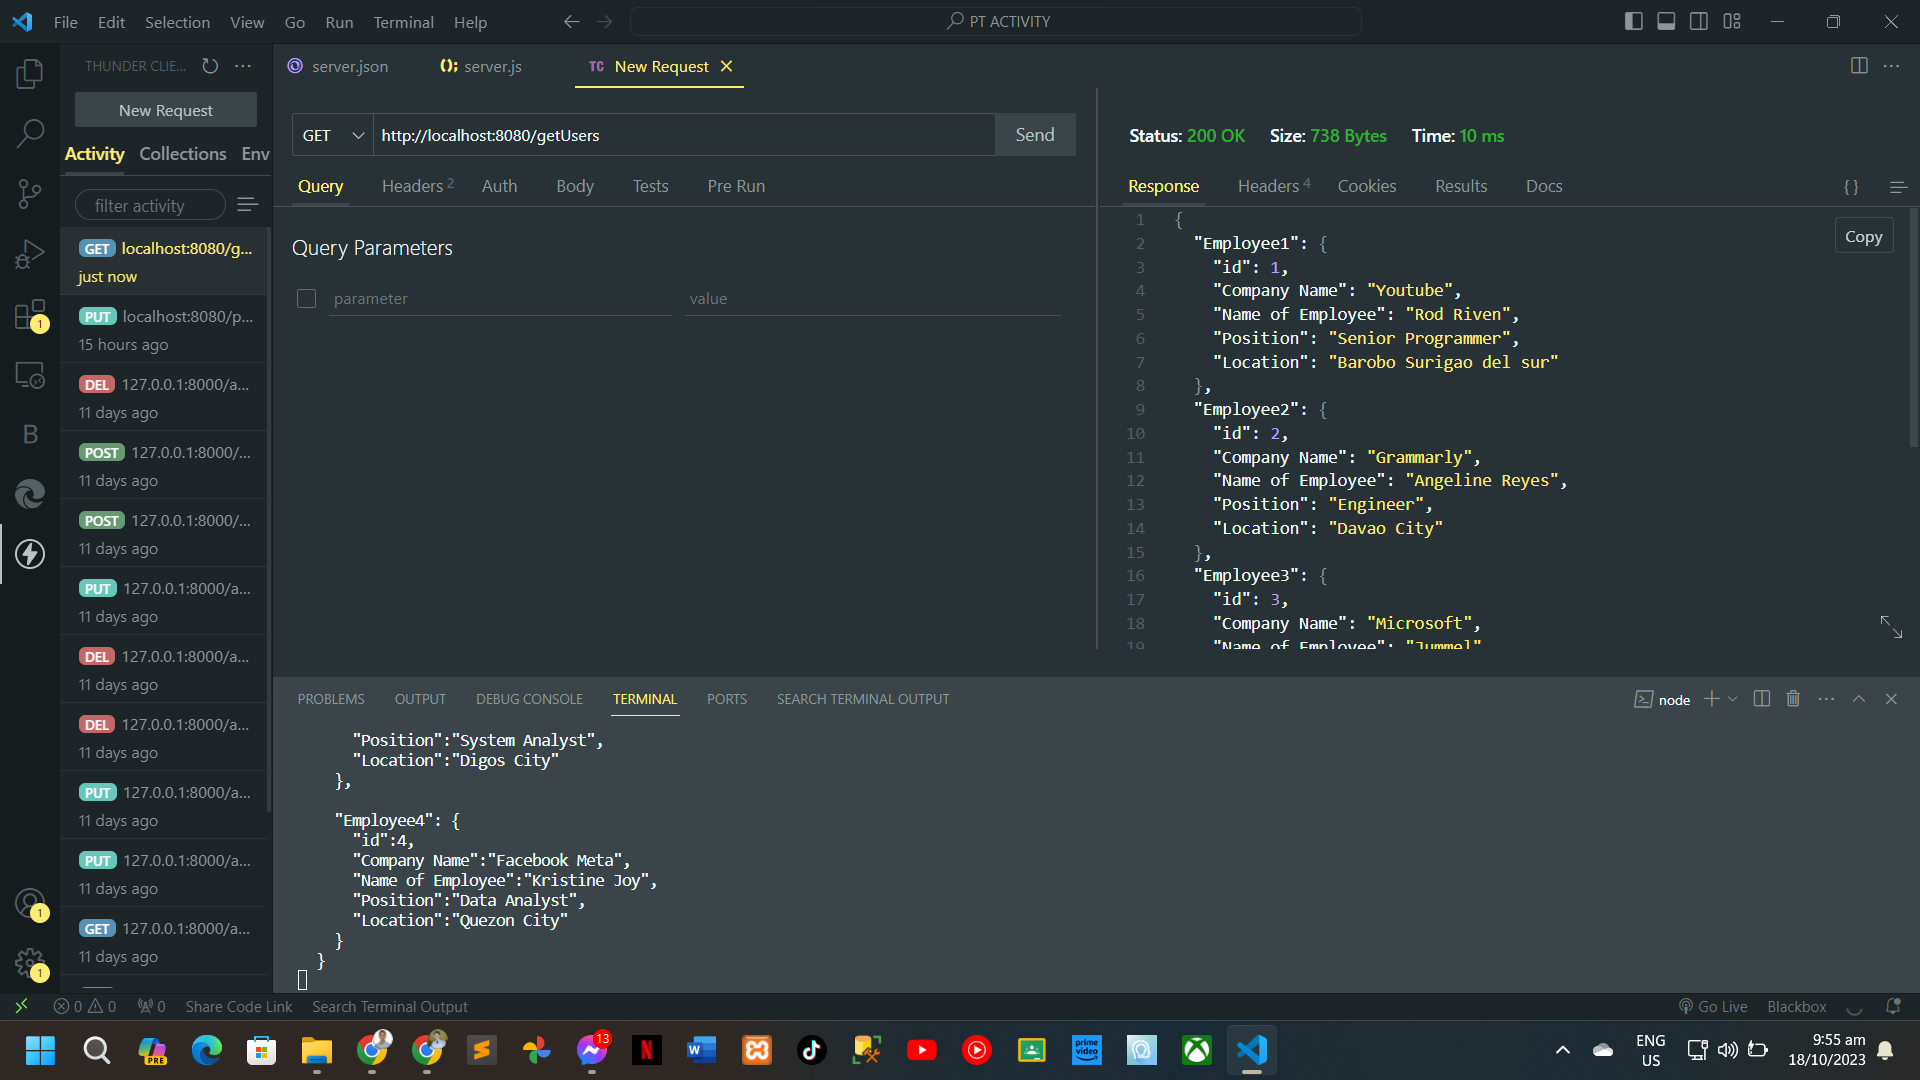 File Edit Selection View Go Run Terminal Help
PT ACTIVITY
THUNDER CLIE...
server.json
server.js
TC New Request
New Request
GET
http://localhost:8080/getUsers
Send
Status: 200 OK Size: 738 Bytes Time: 10 ms
Activity Collections Env
Query Headers 2 Auth Body Tests Pre Run
Response Headers 4 Cookies Results Docs
{ }
filter activity
Query Parameters
parameter value
GET localhost:8080/g...
just now
PUT localhost:8080/p...
15 hours ago
DEL 127.0.0.1:8000/a...
11 days ago
POST 127.0.0.1:8000/...
11 days ago
POST 127.0.0.1:8000/...
11 days ago
PUT 127.0.0.1:8000/a...
11 days ago
DEL 127.0.0.1:8000/a...
11 days ago
DEL 127.0.0.1:8000/a...
11 days ago
PUT 127.0.0.1:8000/a...
11 days ago
PUT 127.0.0.1:8000/a...
11 days ago
GET 127.0.0.1:8000/a...
11 days ago
Copy
1 {
2 "Employee1": {
3 "id": 1,
4 "Company Name": "Youtube",
5 "Name of Employee": "Rod Riven",
6 "Position": "Senior Programmer",
7 "Location": "Barobo Surigao del sur"
8 },
9 "Employee2": {
10 "id": 2,
11 "Company Name": "Grammarly",
12 "Name of Employee": "Angeline Reyes",
13 "Position": "Engineer",
14 "Location": "Davao City"
15 },
16 "Employee3": {
17 "id": 3,
18 "Company Name": "Microsoft",
19 "Name of Employee": "Jummel"
PROBLEMS OUTPUT DEBUG CONSOLE TERMINAL PORTS SEARCH TERMINAL OUTPUT
node
"Position":"System Analyst",
"Location":"Digos City"
},
"Employee4": {
"id":4,
"Company Name":"Facebook Meta",
"Name of Employee":"Kristine Joy",
"Position":"Data Analyst",
"Location":"Quezon City"
}
}
1
B
1
1
0 0 0 Share Code Link Search Terminal Output
Go Live Blackbox
PRE
13
N
W
prime video
ENG
US
9:55 am
18/10/2023